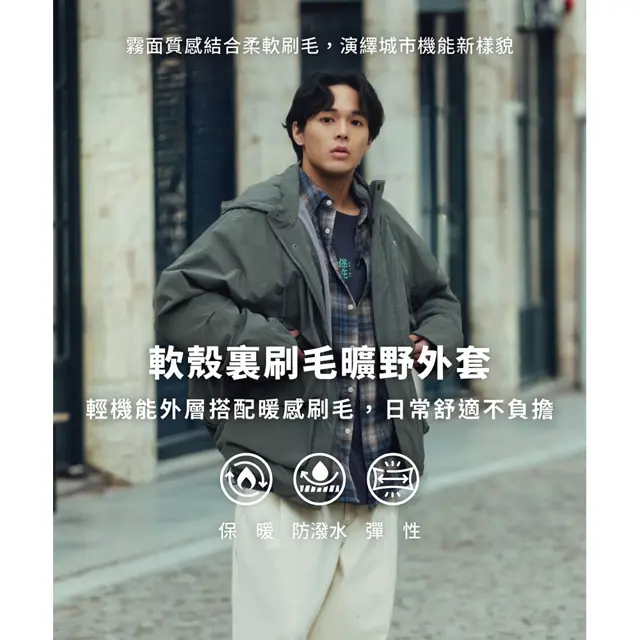 霧面質感結合柔軟刷毛，演繹城市機能新樣貌
軟殼裏刷毛曠野外套
輕機能外層搭配暖感刷毛，日常舒適不負擔
保暖 防潑水 彈性